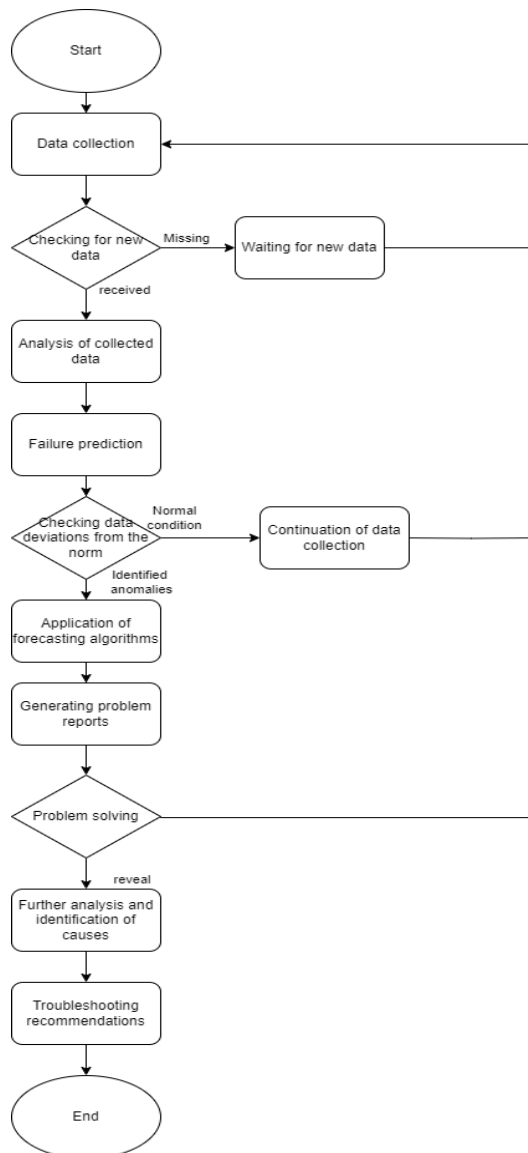 Start
Data collection
Checking for new
data
Missing
Waiting for new data
received
Analysis of collected
data
Failure prediction
Checking data
deviations from the
norm
Normal
condition
Continuation of data
collection
Identified
anomalies
Application of
forecasting algorithms
Generating problem
reports
Problem solving
reveal
Further analysis and
identification of
causes
Troubleshooting
recommendations
End